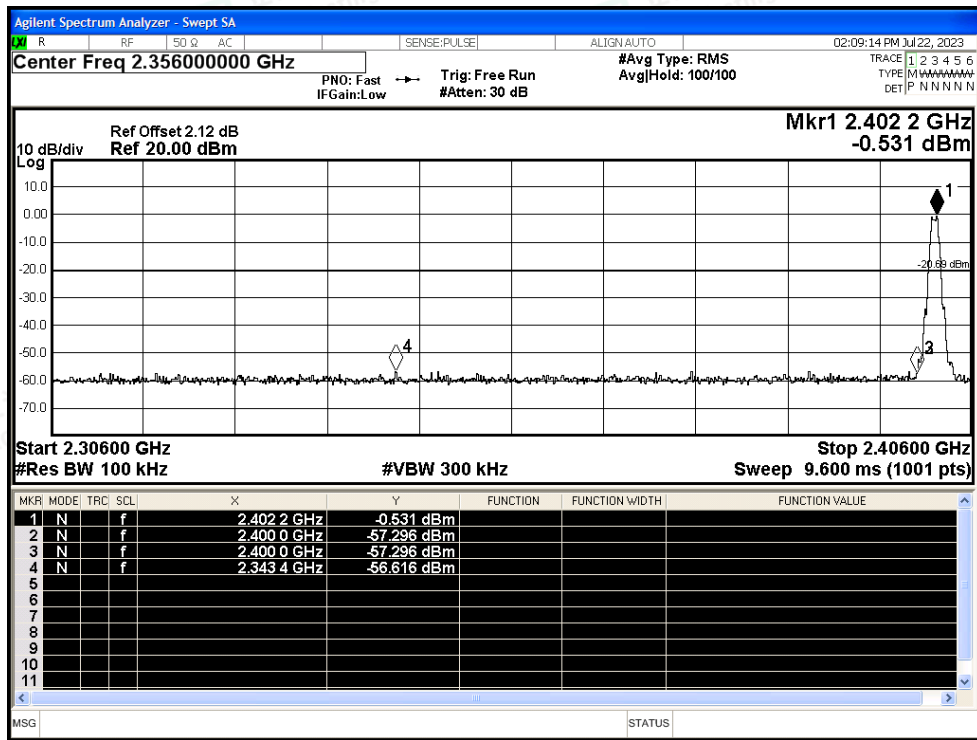 Agilent Spectrum Analyzer - Swept SA
LXI R RF 50 Ω AC SENSE:PULSE ALIGN AUTO 02:09:14 PM Jul 22, 2023
Center Freq 2.356000000 GHz #Avg Type: RMS TRACE 1 2 3 4 5 6
PNO: Fast Trig: Free Run Avg|Hold: 100/100 TYPE M WWWWW
IFGain:Low #Atten: 30 dB DET P N N N N N
Mkr1 2.402 2 GHz
Ref Offset 2.12 dB
10 dB/div Ref 20.00 dBm -0.531 dBm
Log
10.0
1
0.00
-10.0
-20.0
-20.69 dBm
-30.0
-40.0
-50.0
4
3
-60.0
-70.0
Start 2.30600 GHz Stop 2.40600 GHz
#Res BW 100 kHz #VBW 300 kHz Sweep 9.600 ms (1001 pts)
MKR MODE TRC SCL X Y FUNCTION FUNCTION WIDTH FUNCTION VALUE
1 N f 2.402 2 GHz -0.531 dBm
2 N f 2.400 0 GHz -57.296 dBm
3 N f 2.400 0 GHz -57.296 dBm
4 N f 2.343 4 GHz -56.616 dBm
5
6
7
8
9
10
11
MSG STATUS